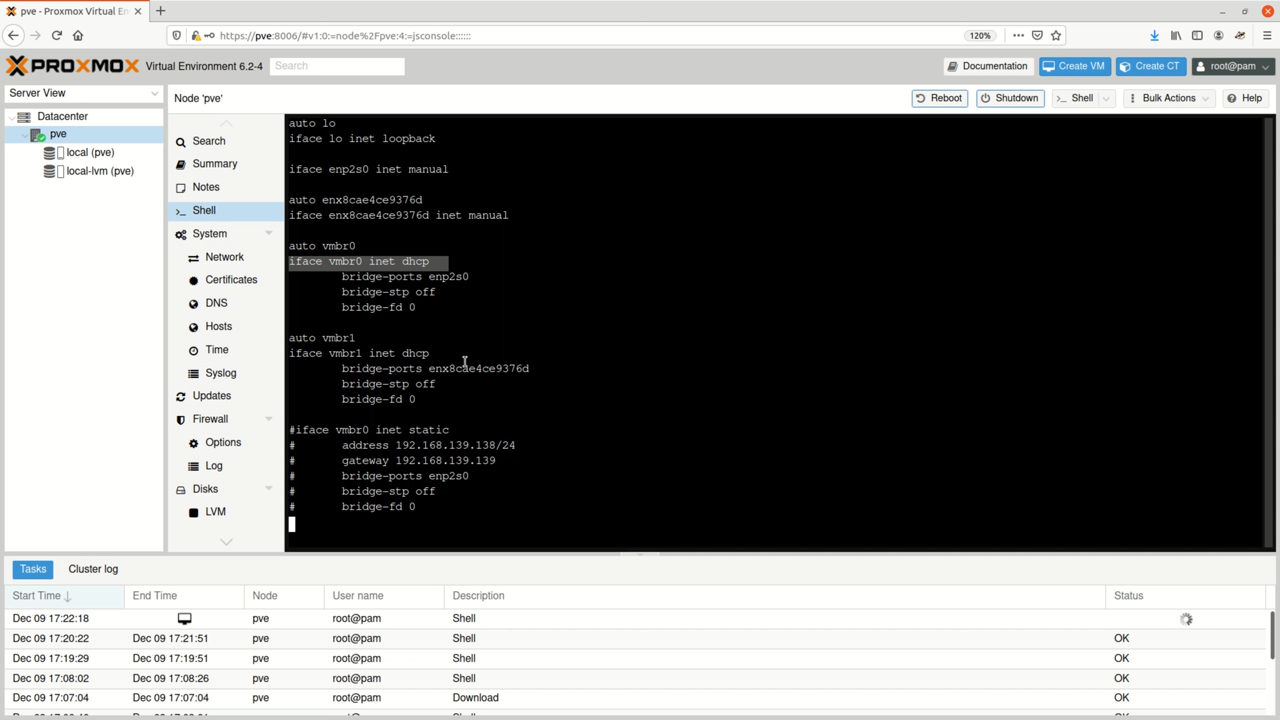 pve - Proxmox Virtual En
https://pve:8006/#v1:0:=node%2Fpve:4:=jsconsole::::::
120%
PROXMOX Virtual Environment 6.2-4
Search
Documentation
Create VM
Create CT
root@pam
Server View
Datacenter
pve
local (pve)
local-lvm (pve)
Node 'pve'
Reboot
Shutdown
Shell
Bulk Actions
Help
Search
Summary
Notes
Shell
System
Network
Certificates
DNS
Hosts
Time
Syslog
Updates
Firewall
Options
Log
Disks
LVM
auto lo
iface lo inet loopback
iface enp2s0 inet manual
auto enx8cae4ce9376d
iface enx8cae4ce9376d inet manual
auto vmbr0
iface vmbr0 inet dhcp
bridge-ports enp2s0
bridge-stp off
bridge-fd 0
auto vmbr1
iface vmbr1 inet dhcp
bridge-ports enx8cae4ce9376d
bridge-stp off
bridge-fd 0
#iface vmbr0 inet static
# address 192.168.139.138/24
# gateway 192.168.139.139
# bridge-ports enp2s0
# bridge-stp off
# bridge-fd 0
Tasks
Cluster log
Start Time End Time Node User name Description Status
Dec 09 17:22:18 pve root@pam Shell
Dec 09 17:20:22 Dec 09 17:21:51 pve root@pam Shell OK
Dec 09 17:19:29 Dec 09 17:19:51 pve root@pam Shell OK
Dec 09 17:08:02 Dec 09 17:08:26 pve root@pam Shell OK
Dec 09 17:07:04 Dec 09 17:07:04 pve root@pam Download OK